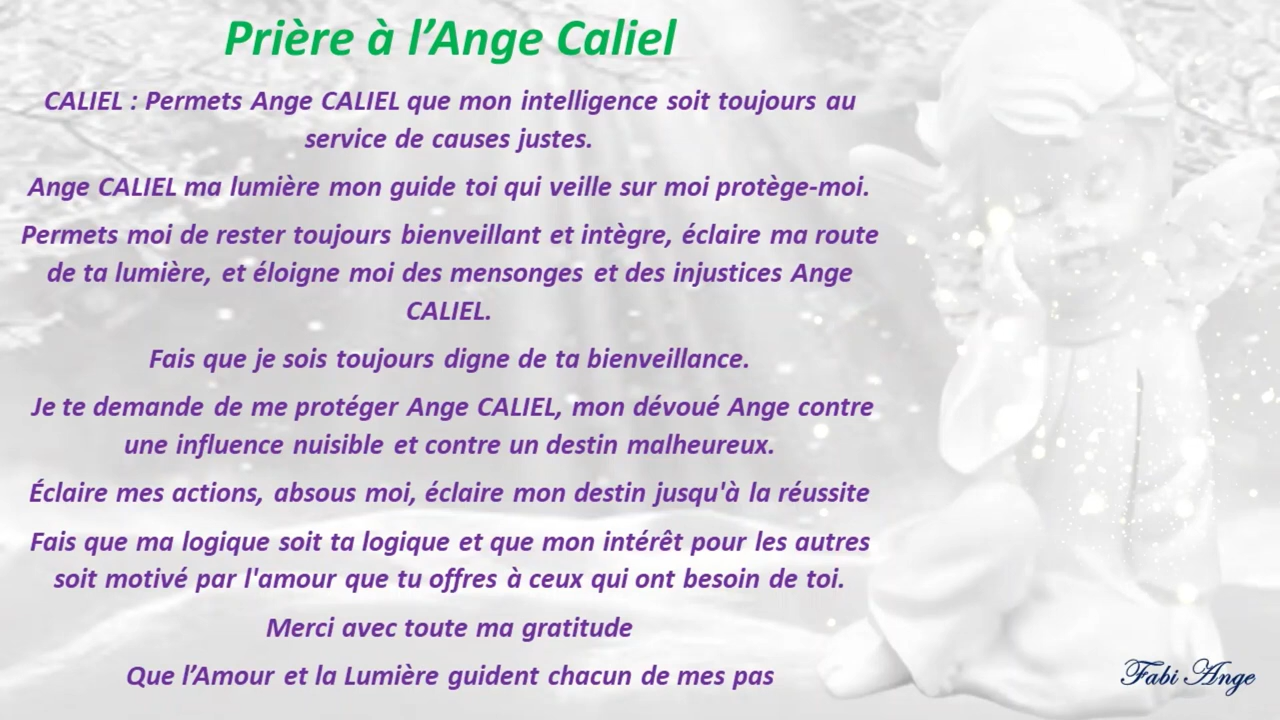 Prière à l’Ange Caliel
CALIEL : Permets Ange CALIEL que mon intelligence soit toujours au
service de causes justes.
Ange CALIEL ma lumière mon guide toi qui veille sur moi protège-moi.
Permets moi de rester toujours bienveillant et intègre, éclaire ma route
de ta lumière, et éloigne moi des mensonges et des injustices Ange
CALIEL.
Fais que je sois toujours digne de ta bienveillance.
Je te demande de me protéger Ange CALIEL, mon dévoué Ange contre
une influence nuisible et contre un destin malheureux.
Éclaire mes actions, absous moi, éclaire mon destin jusqu'à la réussite
Fais que ma logique soit ta logique et que mon intérêt pour les autres
soit motivé par l'amour que tu offres à ceux qui ont besoin de toi.
Merci avec toute ma gratitude
Que l’Amour et la Lumière guident chacun de mes pas
Fabi Ange